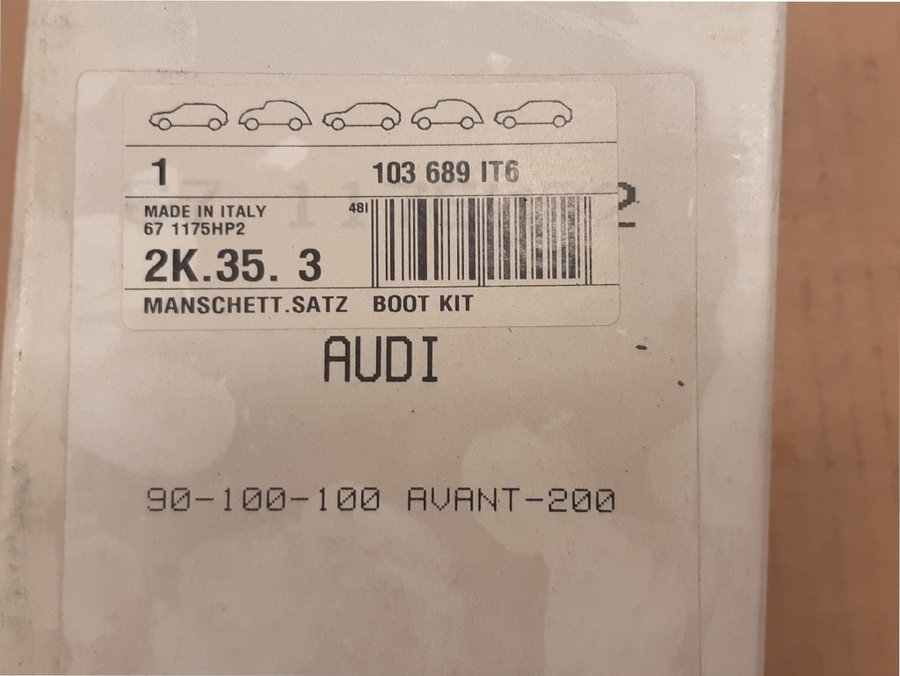 1 103 689 IT6
MADE IN ITALY 48I
67 1175HP2
2K.35. 3
MANSCHETT.SATZ BOOT KIT
AUDI
90-100-100 AVANT-200